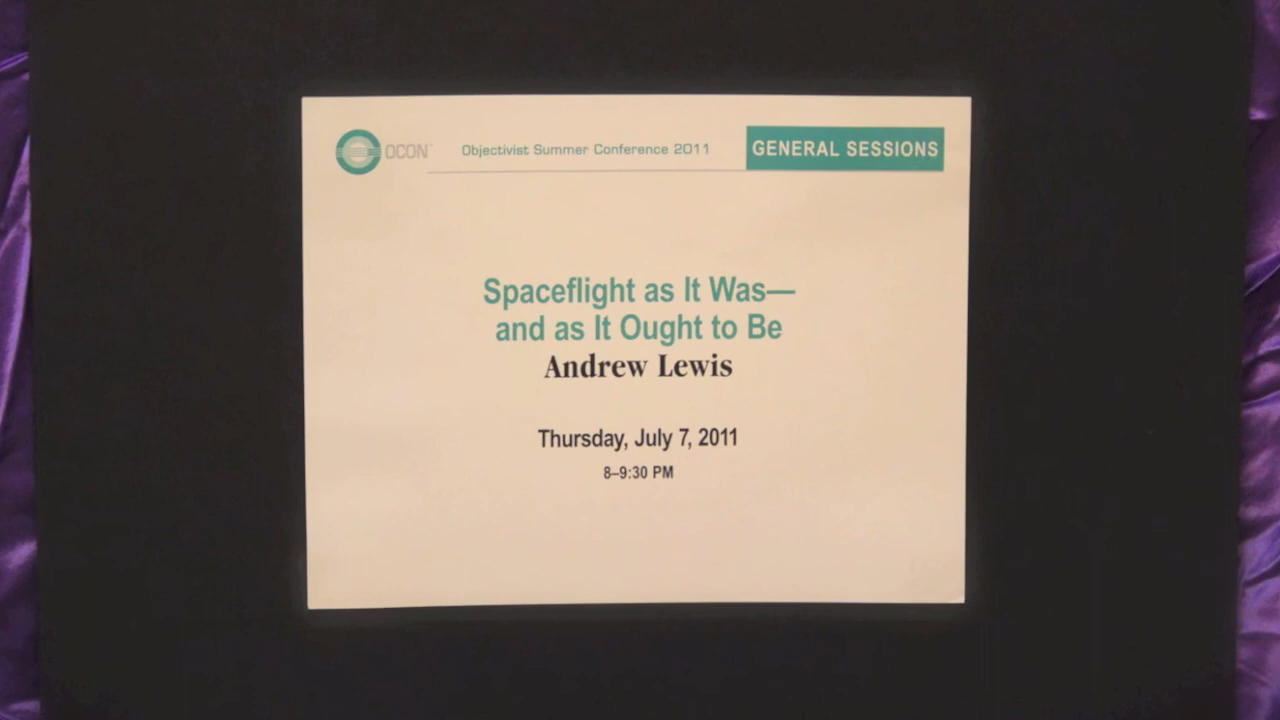 OCON™
Objectivist Summer Conference 2011
GENERAL SESSIONS
Spaceflight as It Was—
and as It Ought to Be
Andrew Lewis
Thursday, July 7, 2011
8–9:30 PM